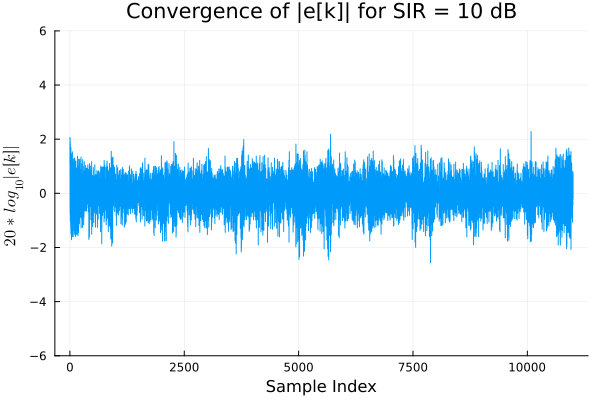 Convergence of |e[k]| for SIR = 10 dB
20 * log₁₀|e[k]|
6
4
2
0
−2
−4
−6
0 2500 5000 7500 10000
Sample Index